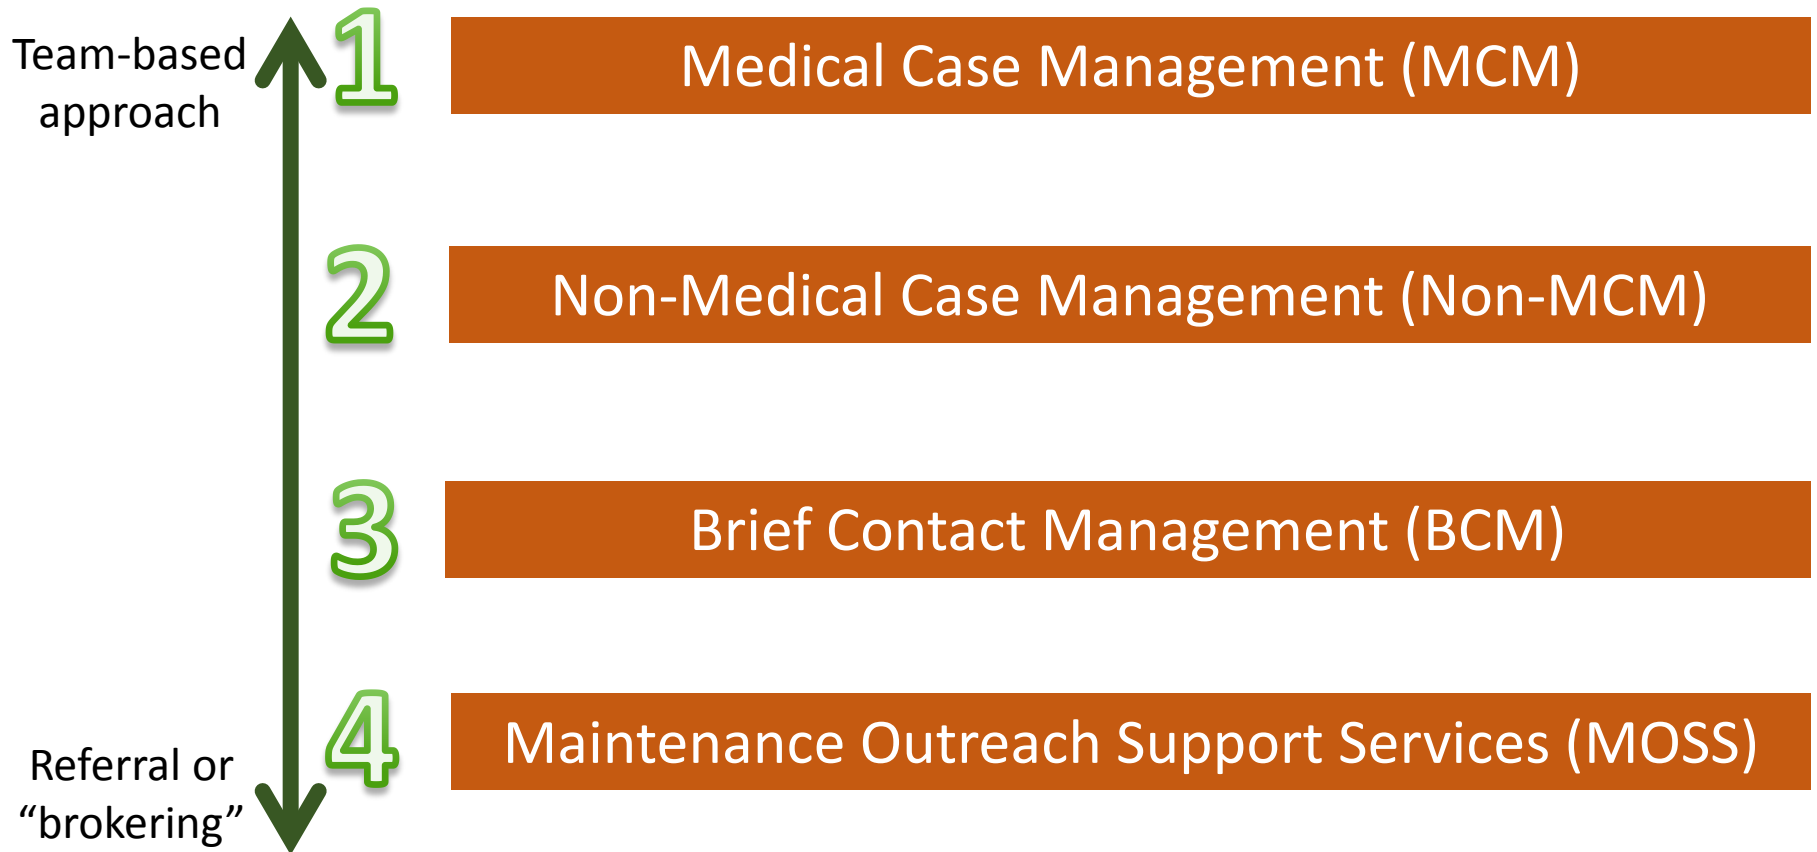 Team-based
approach
1
Medical Case Management (MCM)
2
Non-Medical Case Management (Non-MCM)
3
Brief Contact Management (BCM)
4
Maintenance Outreach Support Services (MOSS)
Referral or
“brokering”